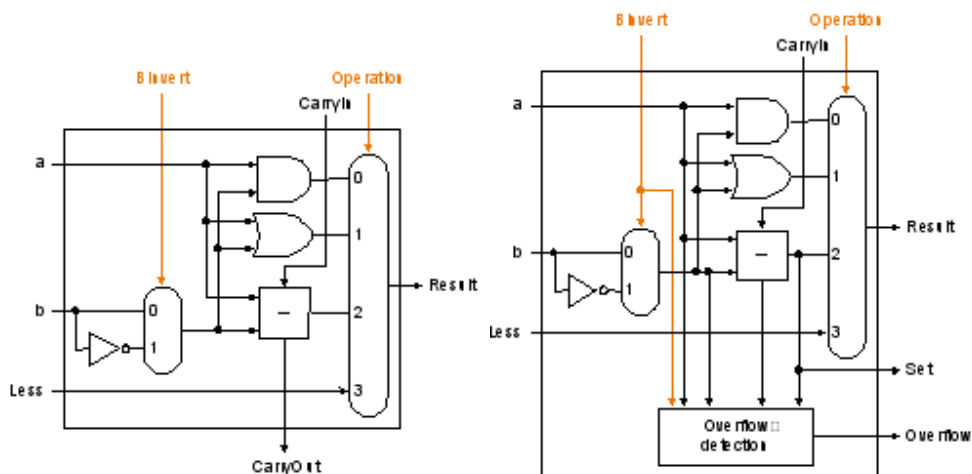 Binvert
Operation
CarryIn
a
0
1
b
0
1
−
2
Result
Less
3
CarryOut
Binvert
Operation
CarryIn
a
0
1
b
0
1
−
2
Result
Less
3
Set
Overflow
detection
Overflow